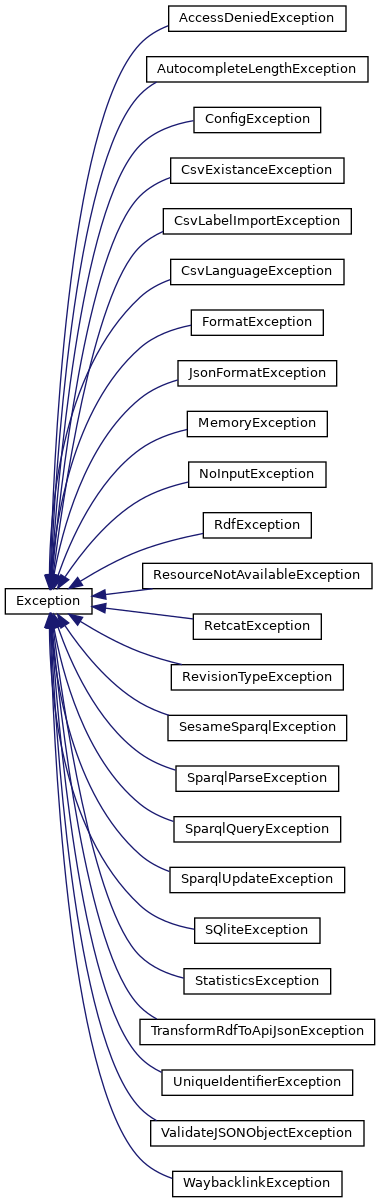 AccessDeniedException
AutocompleteLengthException
ConfigException
CsvExistanceException
CsvLabelImportException
CsvLanguageException
FormatException
JsonFormatException
MemoryException
NoInputException
RdfException
ResourceNotAvailableException
Exception
RetcatException
RevisionTypeException
SesameSparqlException
SparqlParseException
SparqlQueryException
SparqlUpdateException
SQliteException
StatisticsException
TransformRdfToApiJsonException
UniqueIdentifierException
ValidateJSONObjectException
WaybacklinkException